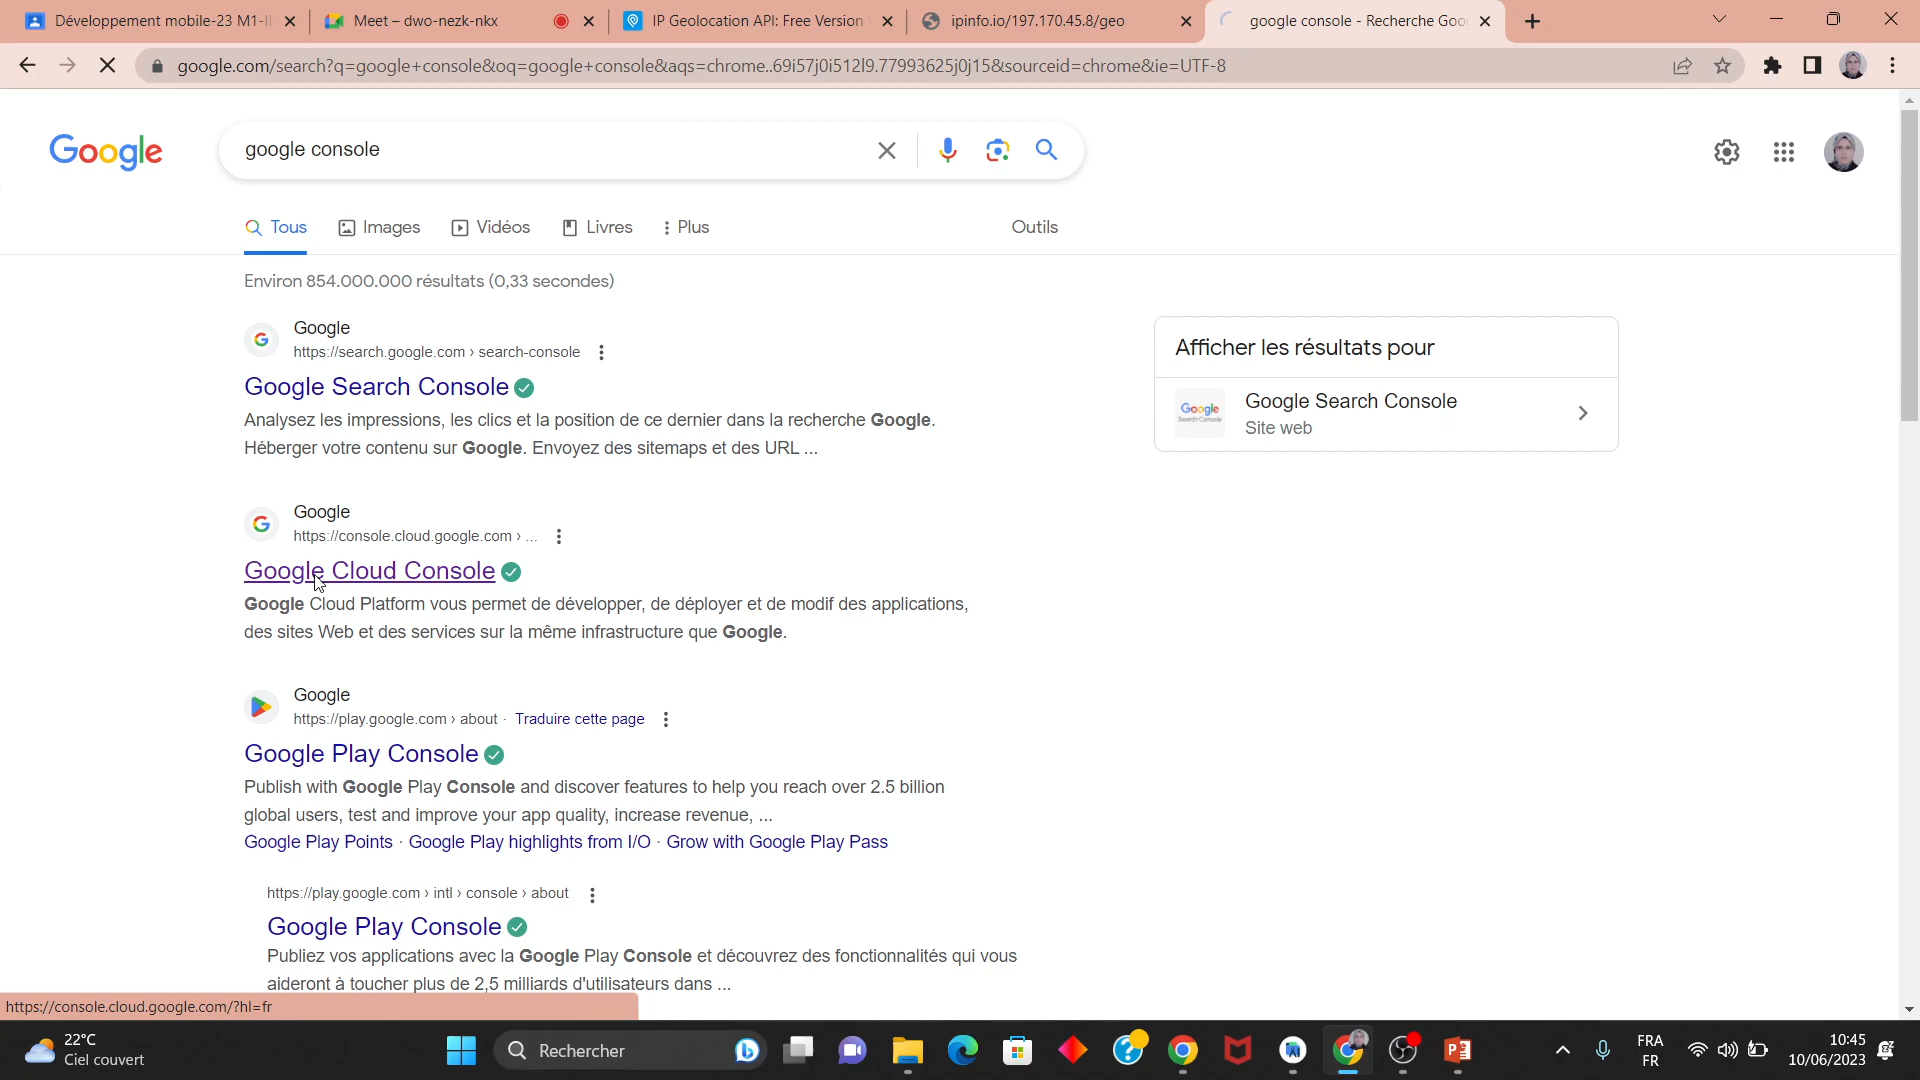 Développement mobile-23 M1-I
Meet – dwo-nezk-nkx
IP Geolocation API: Free Version
ipinfo.io/197.170.45.8/geo
google console - Recherche Goo
google.com/search?q=google+console&oq=google+console&aqs=chrome..69i57j0i512l9.77993625j0j15&sourceid=chrome&ie=UTF-8
Google
google console
Tous
Images
Vidéos
Livres
Plus
Outils
Environ 854.000.000 résultats (0,33 secondes)
Google
https://search.google.com › search-console
Google Search Console
Analysez les impressions, les clics et la position de ce dernier dans la recherche Google.
Héberger votre contenu sur Google. Envoyez des sitemaps et des URL ...
Afficher les résultats pour
Google Search Console
Google Search Console
Site web
Google
https://console.cloud.google.com › ...
Google Cloud Console
Google Cloud Platform vous permet de développer, de déployer et de modif des applications,
des sites Web et des services sur la même infrastructure que Google.
Google
https://play.google.com › about · Traduire cette page
Google Play Console
Publish with Google Play Console and discover features to help you reach over 2.5 billion
global users, test and improve your app quality, increase revenue, ...
Google Play Points · Google Play highlights from I/O · Grow with Google Play Pass
https://play.google.com › intl › console › about
Google Play Console
Publiez vos applications avec la Google Play Console et découvrez des fonctionnalités qui vous
aideront à toucher plus de 2,5 milliards d'utilisateurs dans ...
https://console.cloud.google.com/?hl=fr
22°C
Ciel couvert
Rechercher
FRA
FR
10:45
10/06/2023